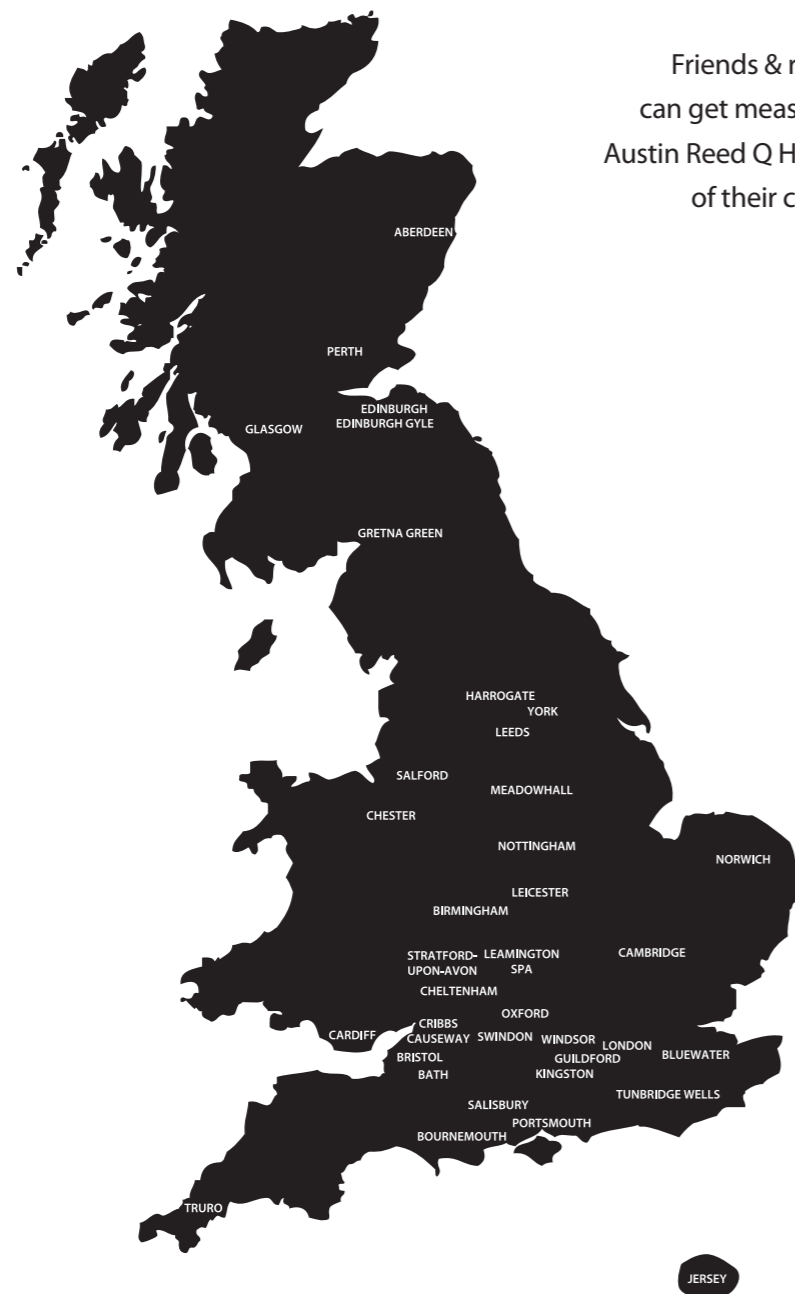 Friends &
can get
Austin Reed Q
of their
ABERDEEN
PERTH
EDINBURGH
EDINBURGH GYLE
GLASGOW
GRETNA GREEN
HARROGATE
YORK
LEEDS
SALFORD
MEADOWHALL
CHESTER
NOTTINGHAM
NORWICH
LEICESTER
BIRMINGHAM
STRATFORD-
UPON-AVON
LEAMINGTON
SPA
CAMBRIDGE
CHELTENHAM
OXFORD
CRIBBS
CAUSEWAY
CARDIFF
SWINDON
WINDSOR
LONDON
BRISTOL
GUILDFORD
BLUEWATER
BATH
KINGSTON
TUNBRIDGE WELLS
SALISBURY
PORTSMOUTH
BOURNEMOUTH
TRURO
JERSEY